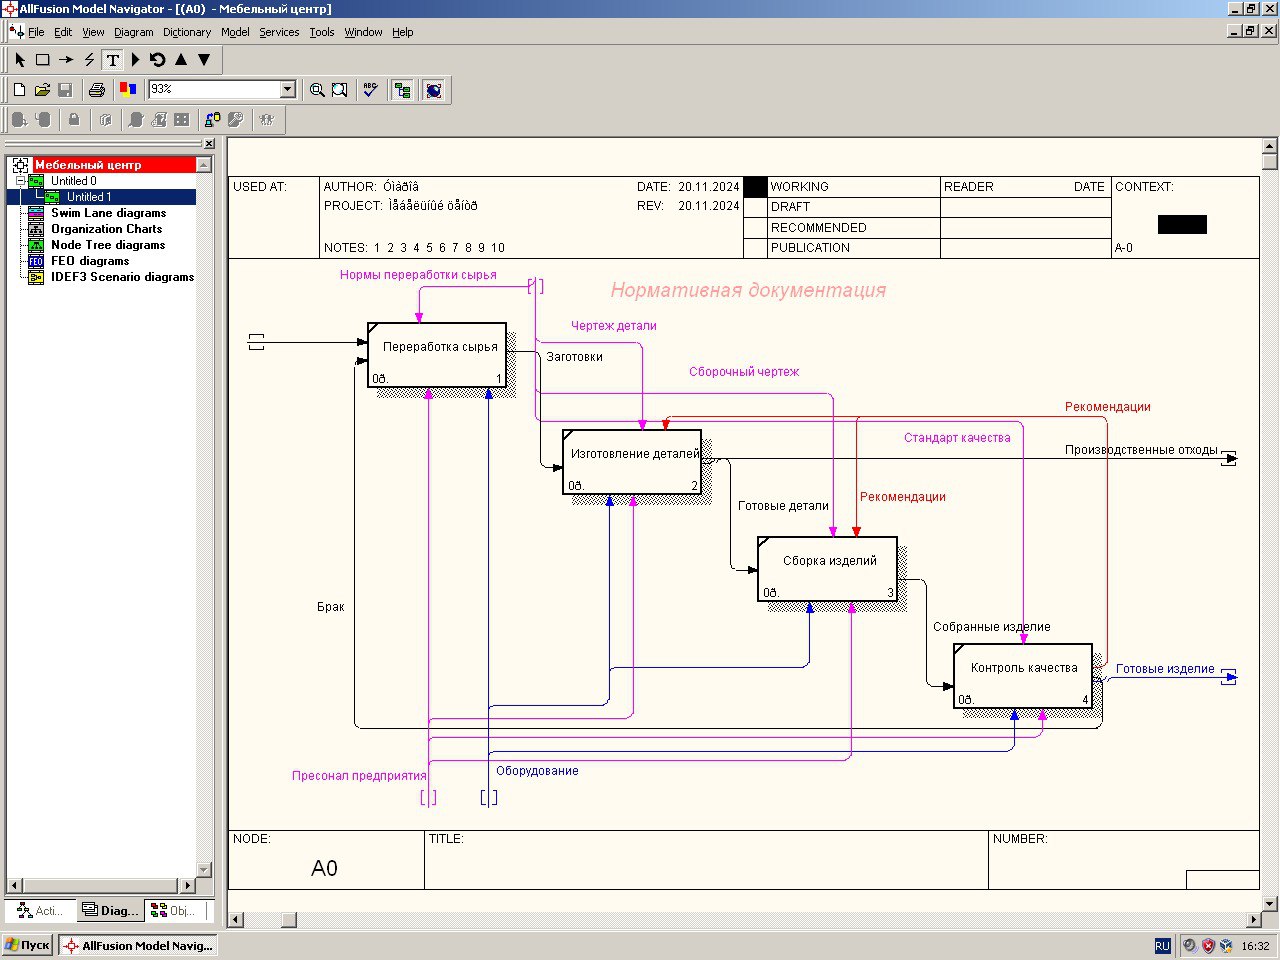 AllFusion Model Navigator - [(A0) - Мебельный центр]
File Edit View Diagram Dictionary Model Services Tools Window Help
T
93%
ABC
Мебельный центр
Untitled 0
Untitled 1
Swim Lane diagrams
Organization Charts
Node Tree diagrams
FEO FEO diagrams
IDEF3 Scenario diagrams
Acti... Diag... Obj...
USED AT:
AUTHOR: Óìàðîâ
DATE: 20.11.2024
PROJECT: Ìåáåëüíûé öåíòð
REV: 20.11.2024
NOTES: 1 2 3 4 5 6 7 8 9 10
WORKING
DRAFT
RECOMMENDED
PUBLICATION
READER DATE
CONTEXT:
A-0
Нормы переработки сырья
Нормативная документация
Чертеж детали
Переработка сырья
0ð. 1
Заготовки
Сборочный чертеж
Рекомендации
Стандарт качества
Производственные отходы
Изготовление деталей
0ð. 2
Рекомендации
Готовые детали
Сборка изделий
0ð. 3
Брак
Собранные изделие
Контроль качества
0ð. 4
Готовые изделие
Пресонал предприятия
Оборудование
NODE:
A0
TITLE:
NUMBER:
Пуск
AllFusion Model Navig...
RU
16:32